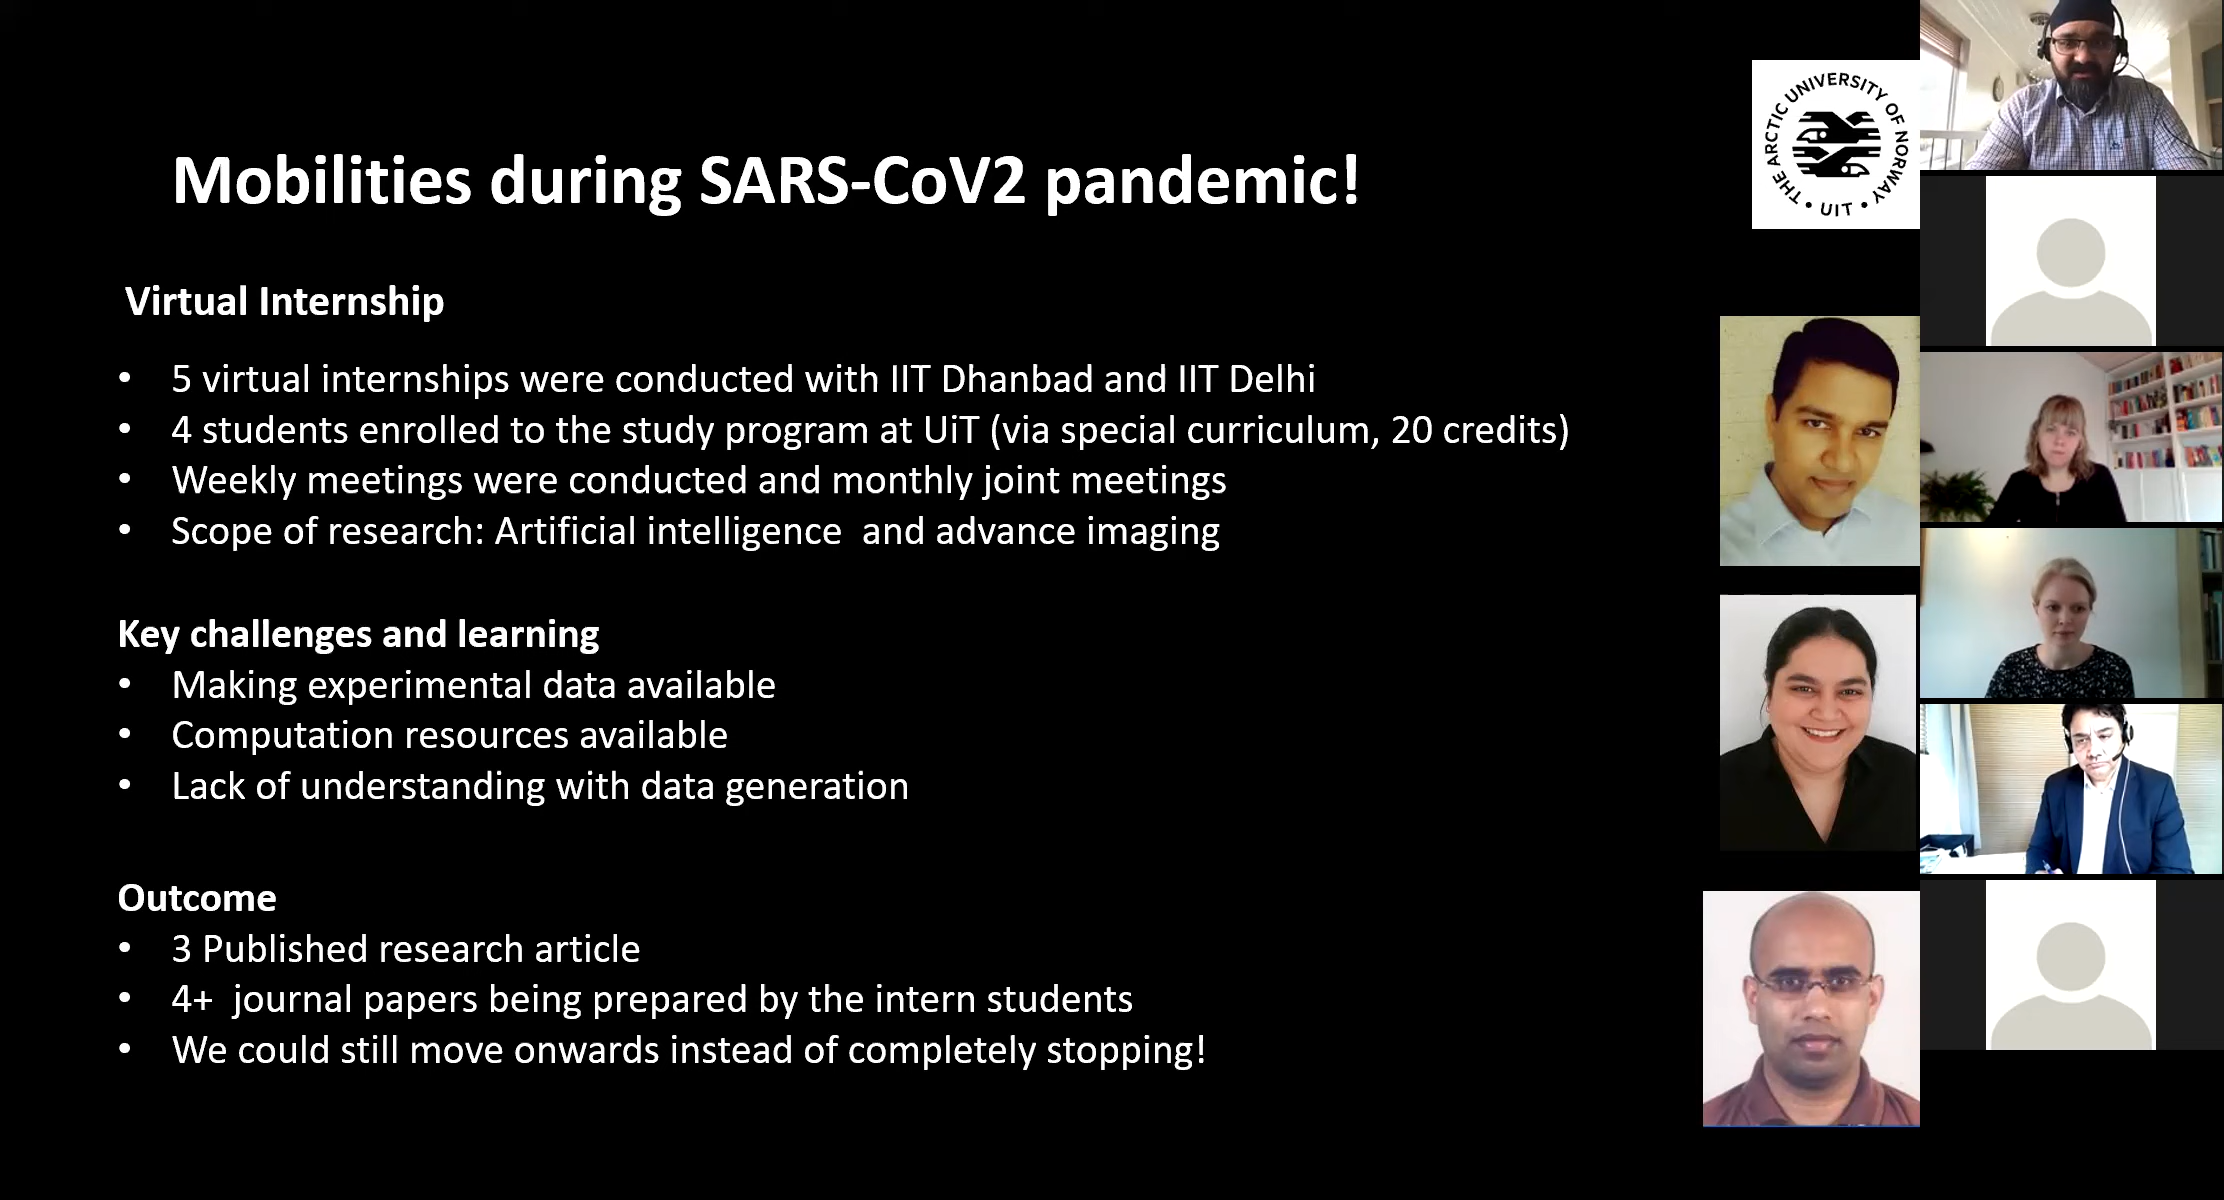 Mobilities during SARS-CoV2 pandemic!
THE ARCTIC UNIVERSITY OF NORWAY • UIT •
Virtual Internship
• 5 virtual internships were conducted with IIT Dhanbad and IIT Delhi
• 4 students enrolled to the study program at UiT (via special curriculum, 20 credits)
• Weekly meetings were conducted and monthly joint meetings
• Scope of research: Artificial intelligence  and advance imaging
Key challenges and learning
• Making experimental data available
• Computation resources available
• Lack of understanding with data generation
Outcome
• 3 Published research article
• 4+  journal papers being prepared by the intern students
• We could still move onwards instead of completely stopping!